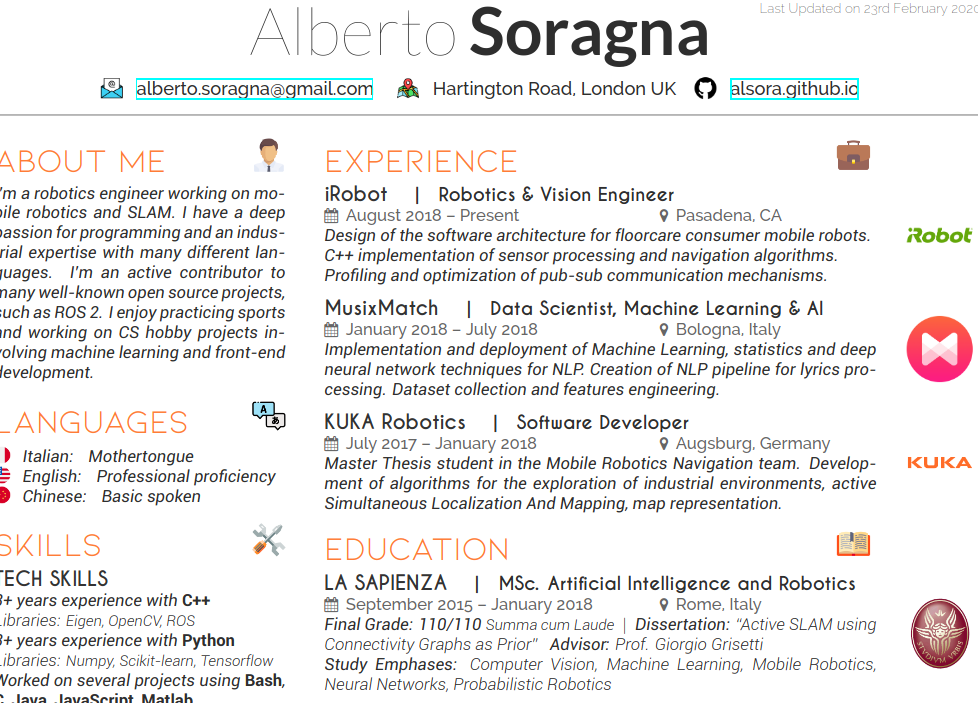 Last Updated on 23rd February 2020
Alberto Soragna
alberto.soragna@gmail.com Hartington Road, London UK alsora.github.io
ABOUT ME
I'm a robotics engineer working on mo-
bile robotics and SLAM. I have a deep
passion for programming and an indus-
trial expertise with many different lan-
guages. I'm an active contributor to
many well-known open source projects,
such as ROS 2. I enjoy practicing sports
and working on CS hobby projects in-
volving machine learning and front-end
development.
LANGUAGES
Italian: Mothertongue
English: Professional proficiency
Chinese: Basic spoken
SKILLS
TECH SKILLS
3+ years experience with C++
Libraries: Eigen, OpenCV, ROS
3+ years experience with Python
Libraries: Numpy, Scikit-learn, Tensorflow
Worked on several projects using Bash,
C, Java, JavaScript, Matlab
EXPERIENCE
iRobot | Robotics & Vision Engineer
August 2018 – Present Pasadena, CA
Design of the software architecture for floorcare consumer mobile robots.
C++ implementation of sensor processing and navigation algorithms.
Profiling and optimization of pub-sub communication mechanisms.
iRobot
MusixMatch | Data Scientist, Machine Learning & AI
January 2018 – July 2018 Bologna, Italy
Implementation and deployment of Machine Learning, statistics and deep
neural network techniques for NLP. Creation of NLP pipeline for lyrics pro-
cessing. Dataset collection and features engineering.
KUKA Robotics | Software Developer
July 2017 – January 2018 Augsburg, Germany
Master Thesis student in the Mobile Robotics Navigation team. Develop-
ment of algorithms for the exploration of industrial environments, active
Simultaneous Localization And Mapping, map representation.
KUKA
EDUCATION
LA SAPIENZA | MSc. Artificial Intelligence and Robotics
September 2015 – January 2018 Rome, Italy
Final Grade: 110/110 Summa cum Laude | Dissertation: "Active SLAM using
Connectivity Graphs as Prior" Advisor: Prof. Giorgio Grisetti
Study Emphases: Computer Vision, Machine Learning, Mobile Robotics,
Neural Networks, Probabilistic Robotics